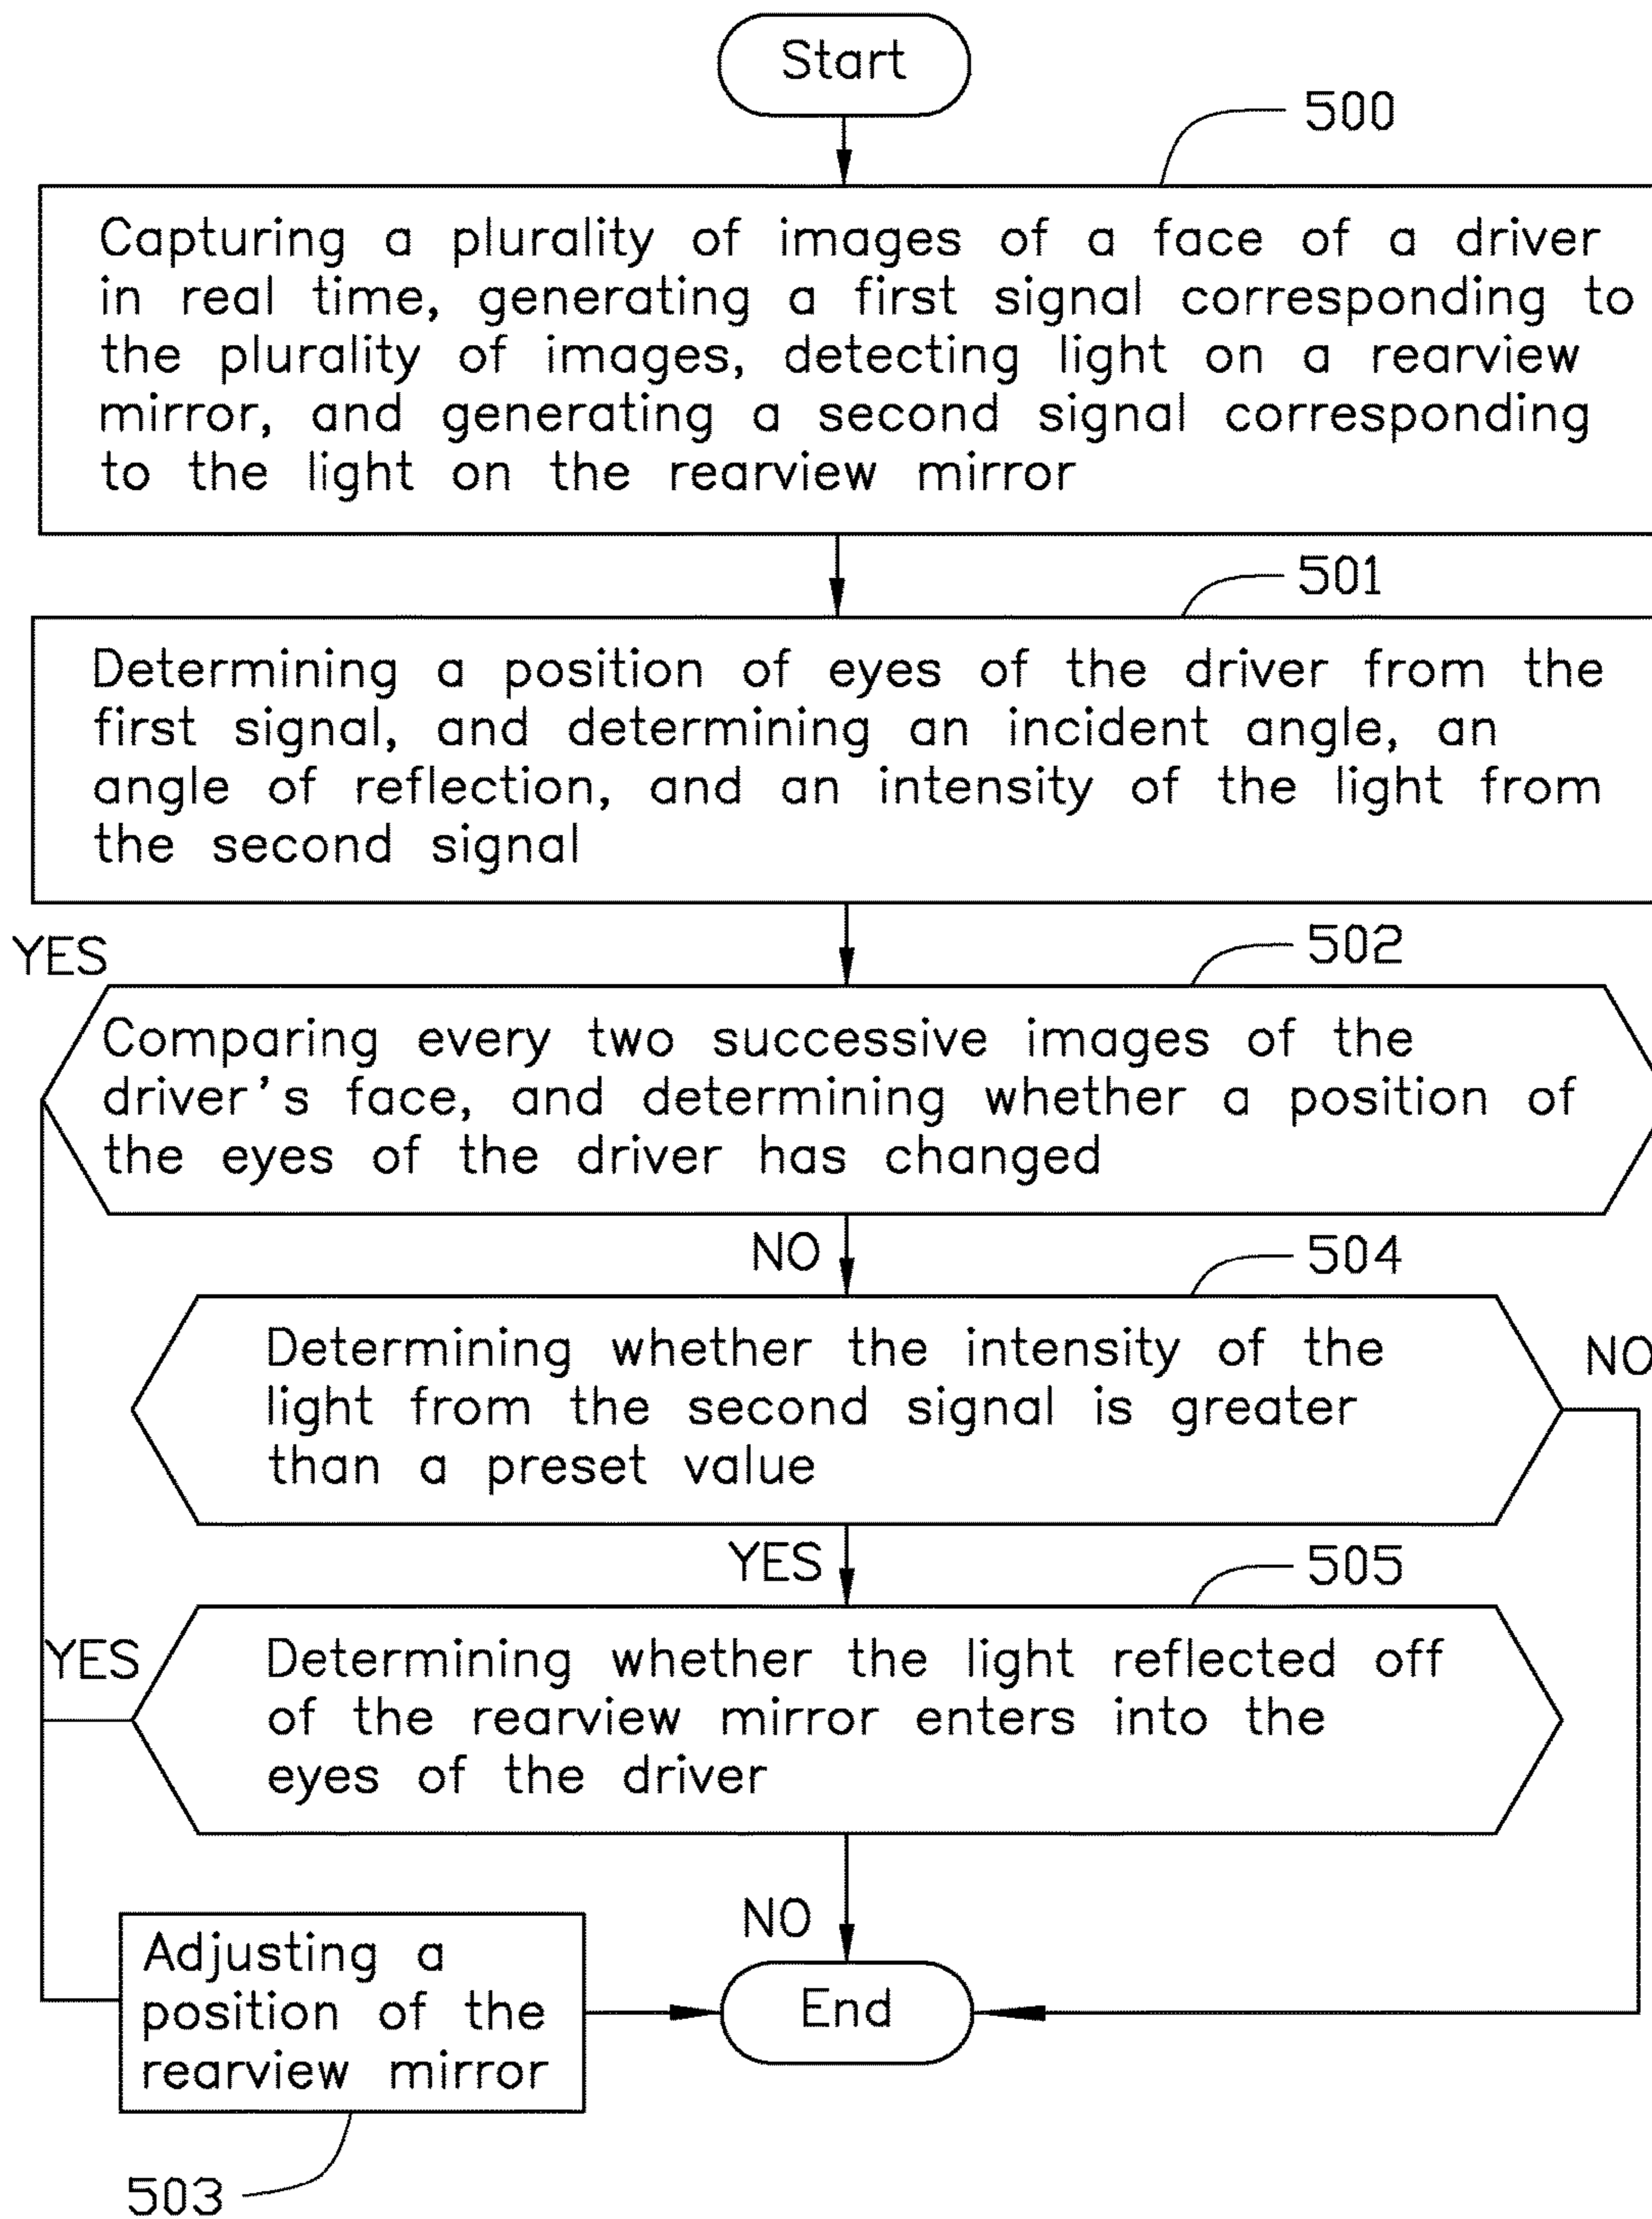 Start
500
Capturing a plurality of images of a face of a driver
in real time, generating a first signal corresponding to
the plurality of images, detecting light on a rearview
mirror, and generating a second signal corresponding
to the light on the rearview mirror
501
Determining a position of eyes of the driver from the
first signal, and determining an incident angle, an
angle of reflection, and an intensity of the light from
the second signal
YES
502
Comparing every two successive images of the
driver's face, and determining whether a position of
the eyes of the driver has changed
NO
504
Determining whether the intensity of the
light from the second signal is greater
than a preset value
NO
YES
505
YES
Determining whether the light reflected off
of the rearview mirror enters into the
eyes of the driver
NO
Adjusting a
position of the
rearview mirror
End
503